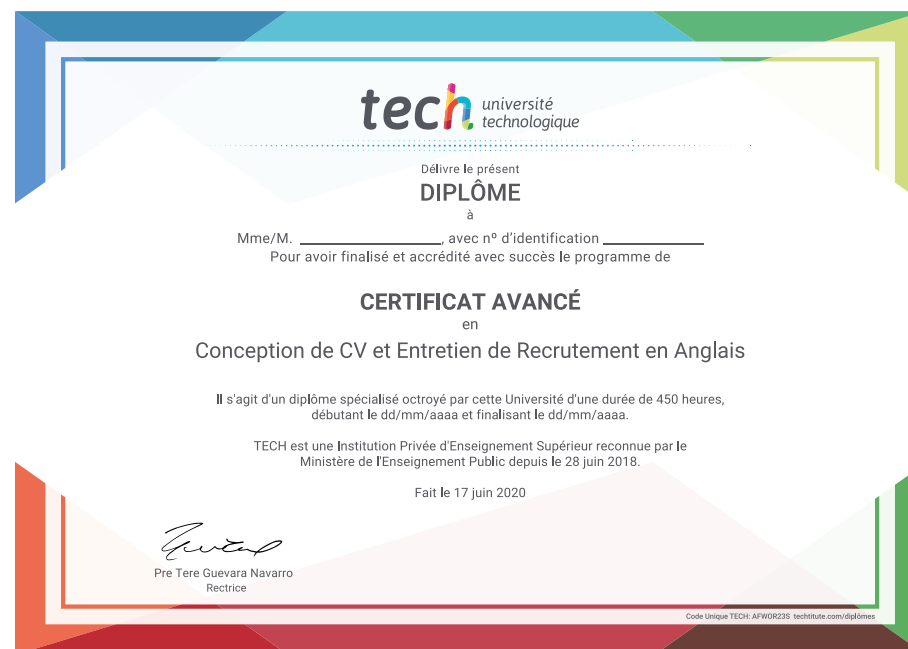 tech université
technologique
Délivre le présent
DIPLÔME
à
Mme/M. ____________, avec nº d'identification ____________
Pour avoir finalisé et accrédité avec succès le programme de
CERTIFICAT AVANCÉ
en
Conception de CV et Entretien de Recrutement en Anglais
Il s'agit d'un diplôme spécialisé octroyé par cette Université d'une durée de 450 heures,
débutant le dd/mm/aaaa et finalisant le dd/mm/aaaa.
TECH est une Institution Privée d'Enseignement Supérieur reconnue par le
Ministère de l'Enseignement Public depuis le 28 juin 2018.
Fait le 17 juin 2020
Pre Tere Guevara Navarro
Rectrice
Code Unique TECH: AFWOR23S techtitute.com/diplômes